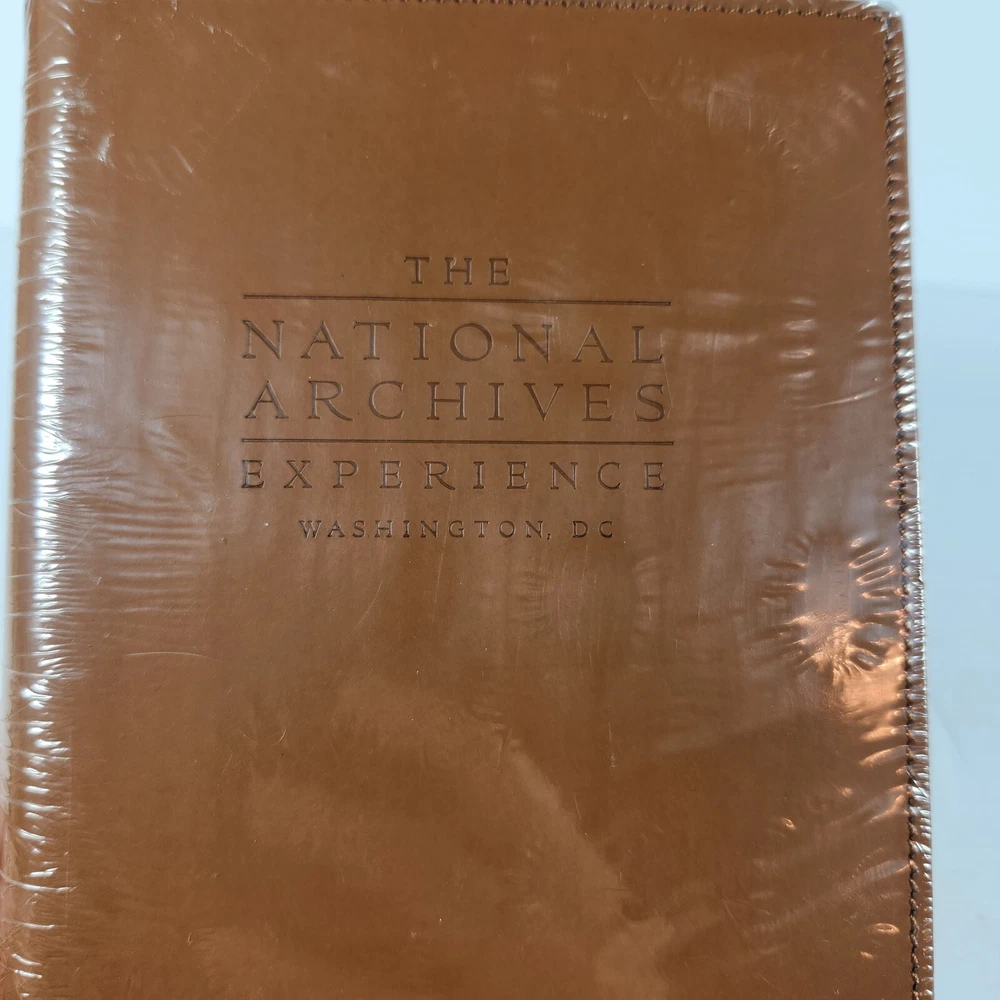 THE
NATIONAL
ARCHIVES
EXPERIENCE
WASHINGTON, DC